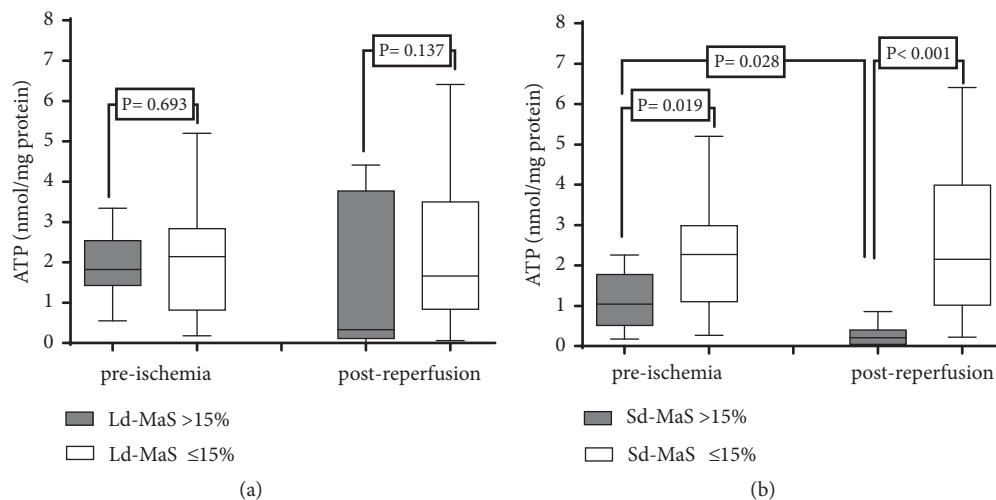 8
7
6
5
4
3
2
1
0
ATP (nmol/mg protein)
P= 0.693
P= 0.137
pre-ischemia
post-reperfusion
Ld-MaS >15%
Ld-MaS ≤15%
(a)
8
7
6
5
4
3
2
1
0
ATP (nmol/mg protein)
P= 0.028
P< 0.001
P= 0.019
pre-ischemia
post-reperfusion
Sd-MaS >15%
Sd-MaS ≤15%
(b)